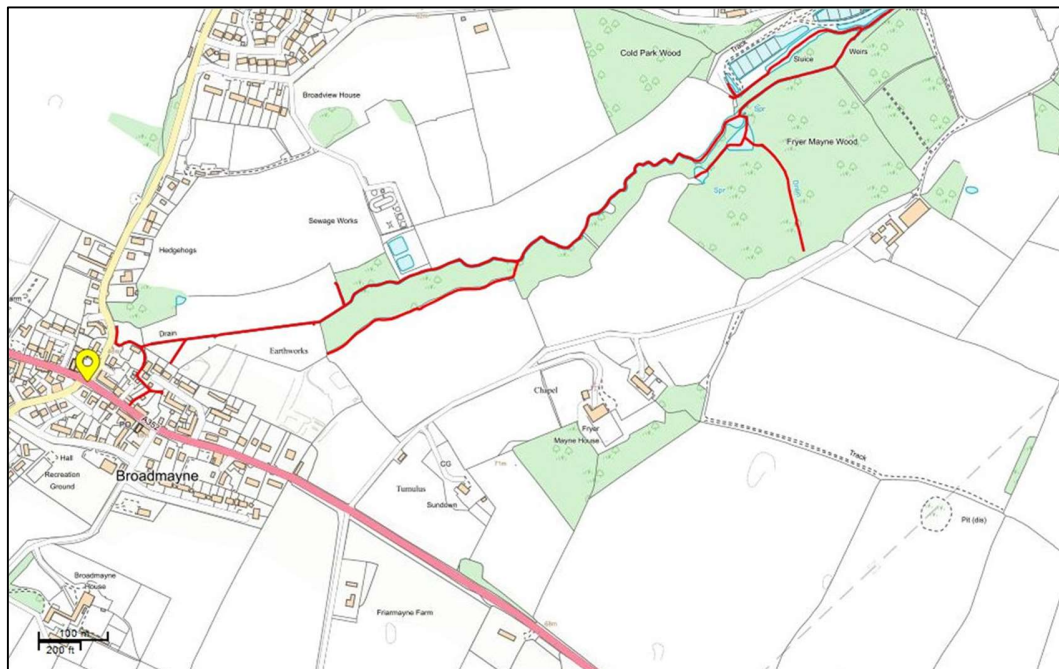 Cold Park Wood
Track
Sluice
Weirs
Broadview House
Spr
Fryer Mayne Wood
Drain
Spr
Sewage Works
Hedgehogs
Drain
Earthworks
Chapel
Fryer
Mayne House
PO
Hall
Recreation
Ground
Broadmayne
CG
Tumulus
Sundown
Track
Pit (dis)
Broadmayne
House
Friarmayne Farm
100 m
200 ft